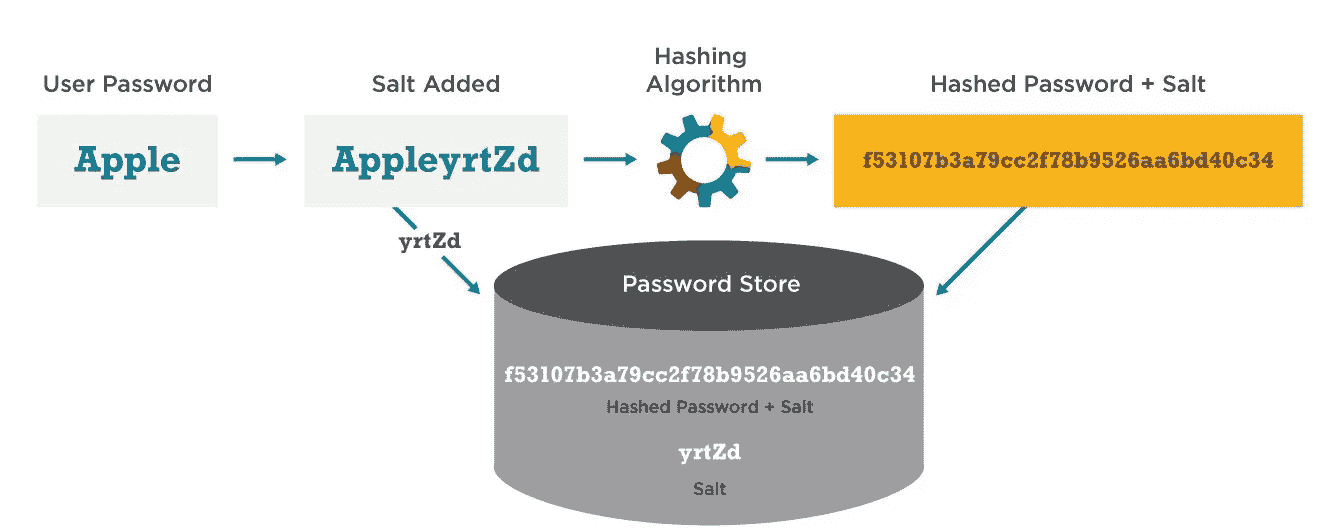 User Password
Salt Added
Hashing
Algorithm
Hashed Password + Salt
Apple
AppleyrtZd
f53107b3a79cc2f78b9526aa6bd40c34
yrtZd
Password Store
f53107b3a79cc2f78b9526aa6bd40c34
Hashed Password + Salt
yrtZd
Salt